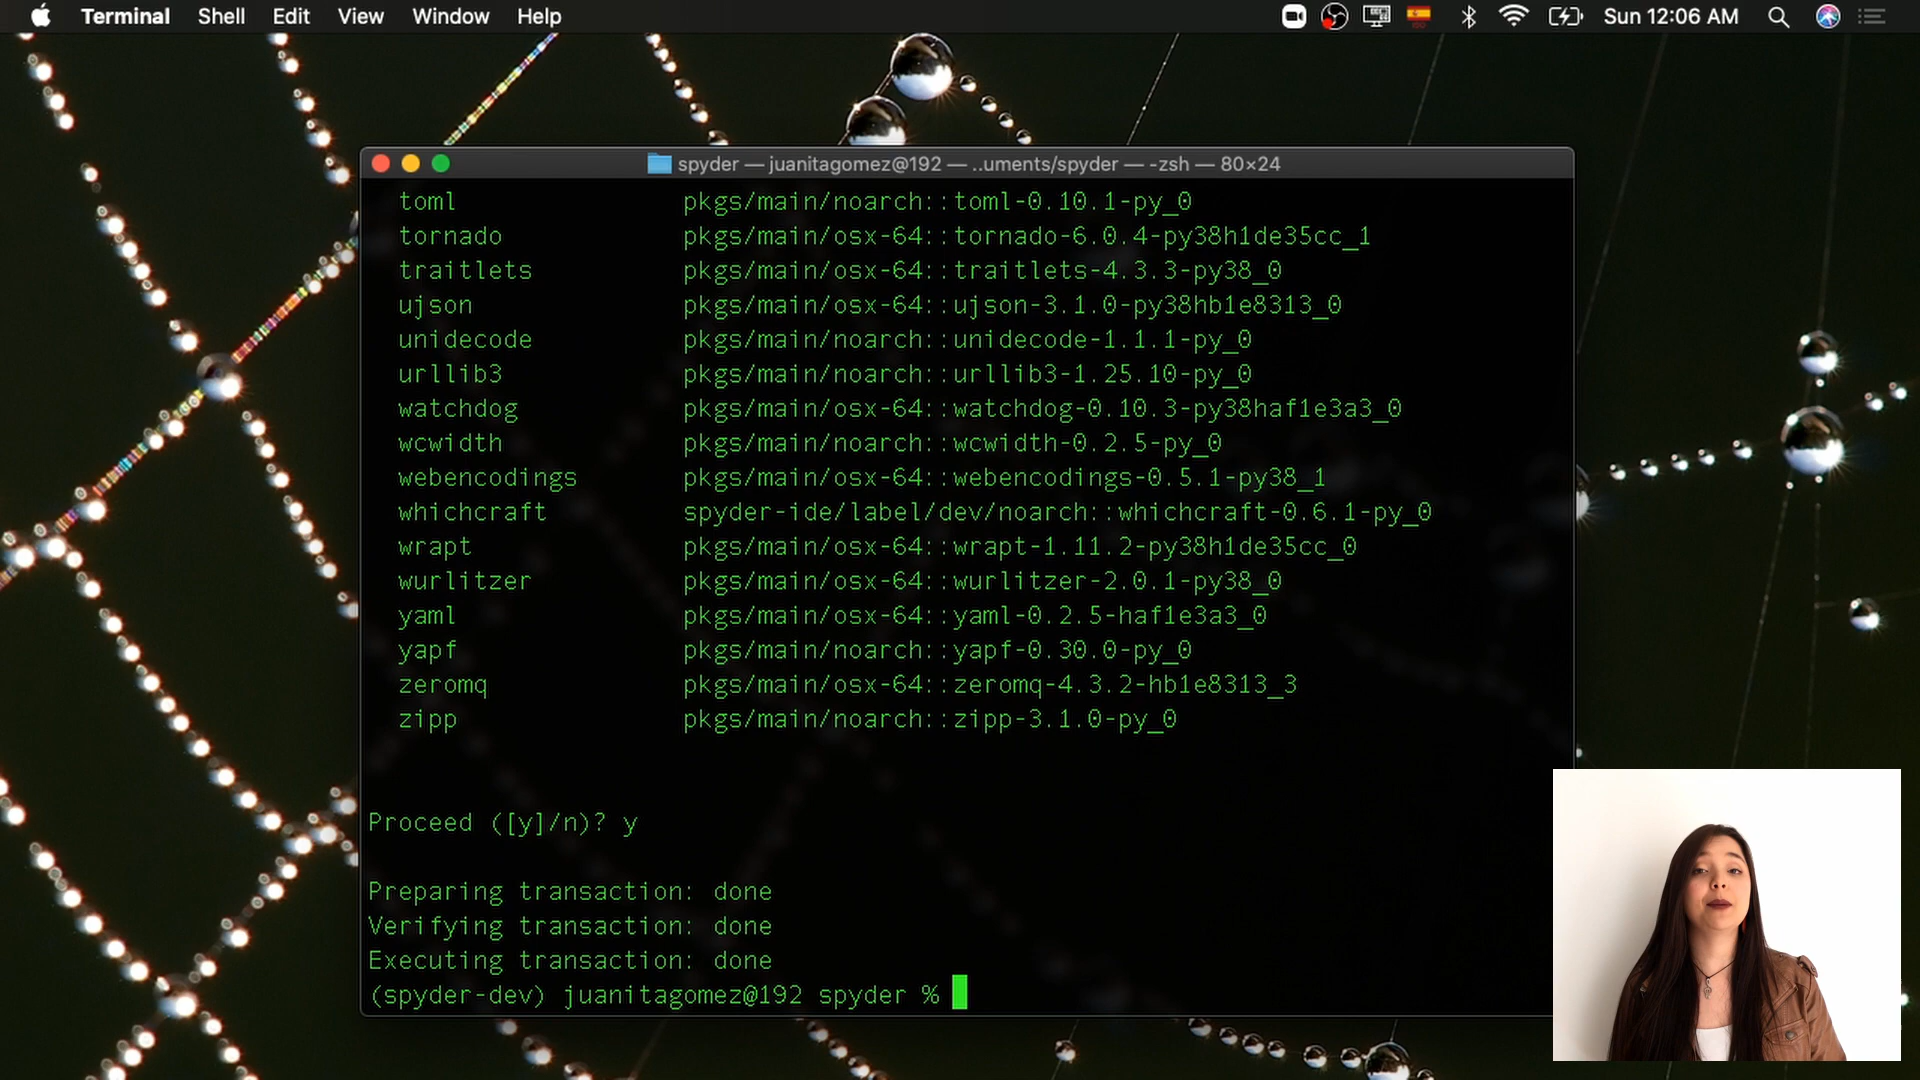 Terminal Shell Edit View Window Help Sun 12:06 AM
spyder — juanitagomez@192 — ..uments/spyder — -zsh — 80×24
toml pkgs/main/noarch::toml-0.10.1-py_0
tornado pkgs/main/osx-64::tornado-6.0.4-py38h1de35cc_1
traitlets pkgs/main/osx-64::traitlets-4.3.3-py38_0
ujson pkgs/main/osx-64::ujson-3.1.0-py38hb1e8313_0
unidecode pkgs/main/noarch::unidecode-1.1.1-py_0
urllib3 pkgs/main/noarch::urllib3-1.25.10-py_0
watchdog pkgs/main/osx-64::watchdog-0.10.3-py38haf1e3a3_0
wcwidth pkgs/main/noarch::wcwidth-0.2.5-py_0
webencodings pkgs/main/osx-64::webencodings-0.5.1-py38_1
whichcraft spyder-ide/label/dev/noarch::whichcraft-0.6.1-py_0
wrapt pkgs/main/osx-64::wrapt-1.11.2-py38h1de35cc_0
wurlitzer pkgs/main/osx-64::wurlitzer-2.0.1-py38_0
yaml pkgs/main/osx-64::yaml-0.2.5-haf1e3a3_0
yapf pkgs/main/noarch::yapf-0.30.0-py_0
zeromq pkgs/main/osx-64::zeromq-4.3.2-hb1e8313_3
zipp pkgs/main/noarch::zipp-3.1.0-py_0
Proceed ([y]/n)? y
Preparing transaction: done
Verifying transaction: done
Executing transaction: done
(spyder-dev) juanitagomez@192 spyder %